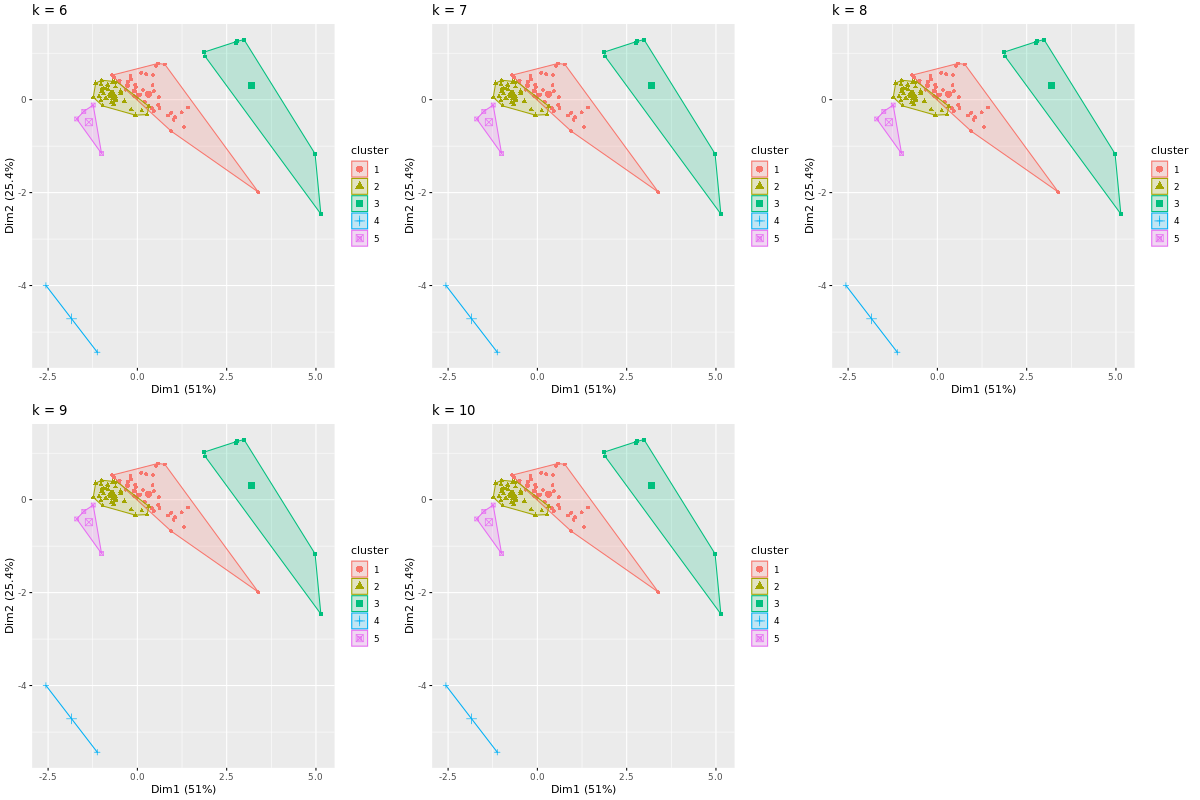 k = 6
0
-2
-4
-2.5 0.0 2.5 5.0
Dim1 (51%)
Dim2 (25.4%)
cluster
1
2
3
4
5
k = 7
0
-2
-4
-2.5 0.0 2.5 5.0
Dim1 (51%)
Dim2 (25.4%)
cluster
1
2
3
4
5
k = 8
0
-2
-4
-2.5 0.0 2.5 5.0
Dim1 (51%)
Dim2 (25.4%)
cluster
1
2
3
4
5
k = 9
0
-2
-4
-2.5 0.0 2.5 5.0
Dim1 (51%)
Dim2 (25.4%)
cluster
1
2
3
4
5
k = 10
0
-2
-4
-2.5 0.0 2.5 5.0
Dim1 (51%)
Dim2 (25.4%)
cluster
1
2
3
4
5